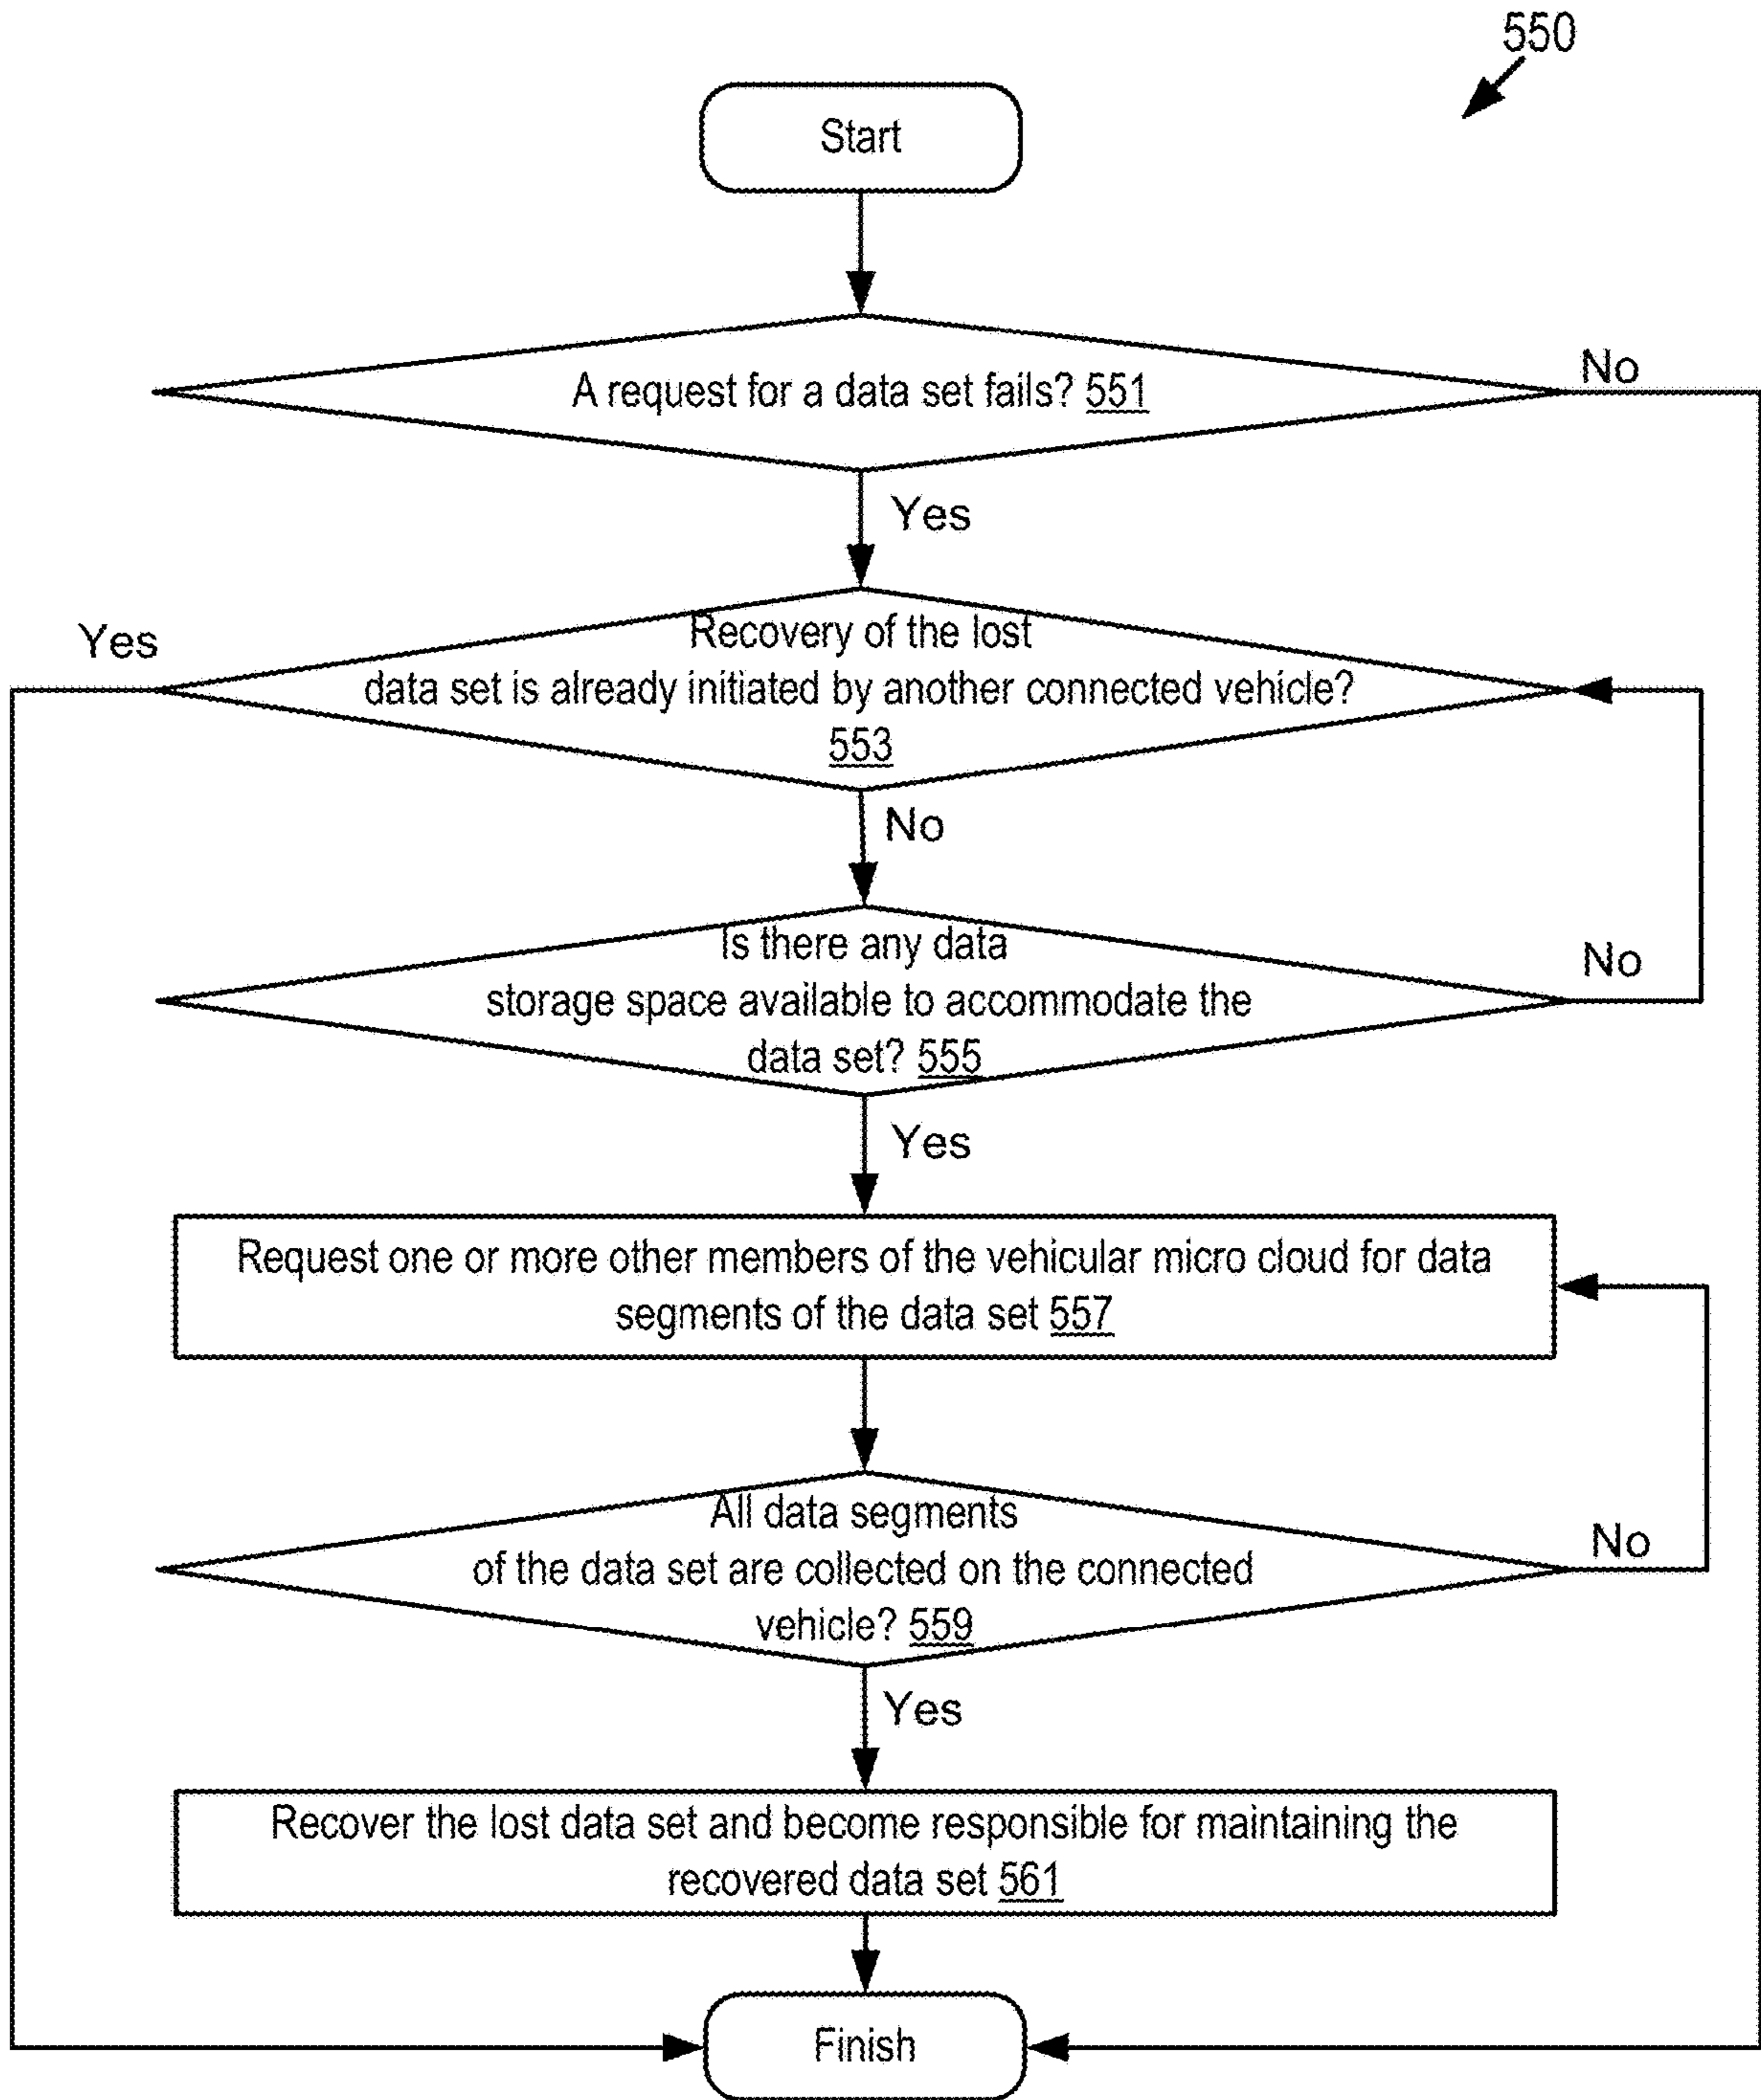 550
Start
A request for a data set fails? 551
No
Yes
Yes
Recovery of the lost
data set is already initiated by another connected vehicle?
553
No
Is there any data
storage space available to accommodate the
data set? 555
No
Yes
Request one or more other members of the vehicular micro cloud for data
segments of the data set 557
All data segments
of the data set are collected on the connected
vehicle? 559
No
Yes
Recover the lost data set and become responsible for maintaining the
recovered data set 561
Finish